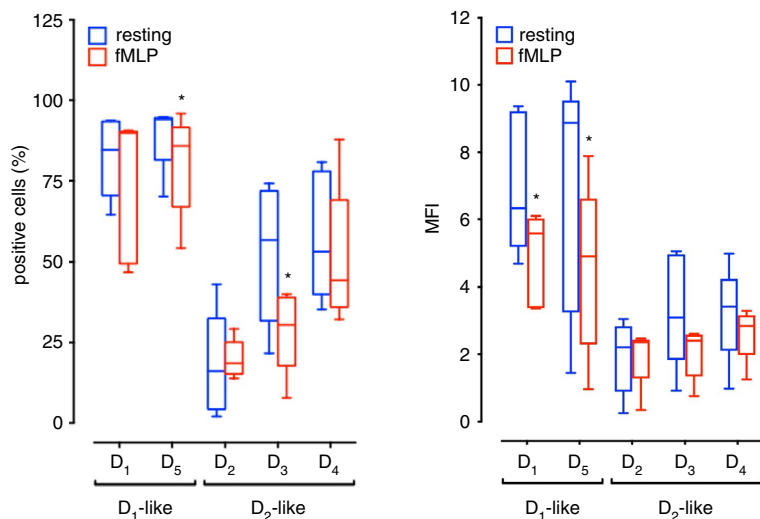 125
100
75
50
25
0
positive cells (%)
resting
fMLP
*
*
D₁ D₅ D₂ D₃ D₄
D₁-like D₂-like
12
10
8
6
4
2
0
MFI
resting
fMLP
*
*
D₁ D₅ D₂ D₃ D₄
D₁-like D₂-like